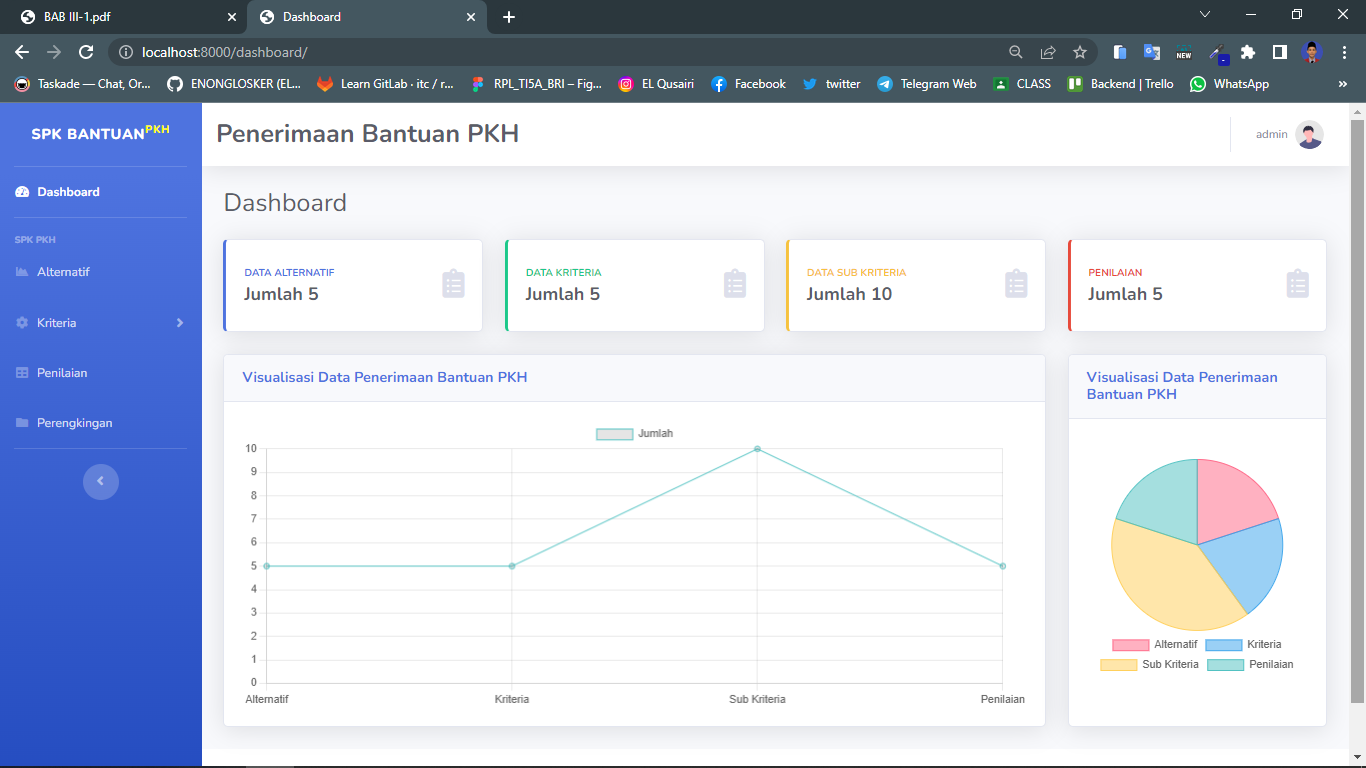 BAB III-1.pdf
Dashboard
localhost:8000/dashboard/
NEW
Taskade — Chat, Or...
ENONGLOSKER (EL...
Learn GitLab · itc / r...
RPL_TI5A_BRI – Fig...
EL Qusairi
Facebook
twitter
Telegram Web
CLASS
Backend | Trello
WhatsApp
»
SPK BANTUANPKH
Dashboard
SPK PKH
Alternatif
Kriteria
Penilaian
Perengkingan
Penerimaan Bantuan PKH
admin
Dashboard
DATA ALTERNATIF
Jumlah 5
DATA KRITERIA
Jumlah 5
DATA SUB KRITERIA
Jumlah 10
PENILAIAN
Jumlah 5
Visualisasi Data Penerimaan Bantuan PKH
Jumlah
10
9
8
7
6
5
4
3
2
1
0
Alternatif
Kriteria
Sub Kriteria
Penilaian
Visualisasi Data Penerimaan
Bantuan PKH
Alternatif
Kriteria
Sub Kriteria
Penilaian